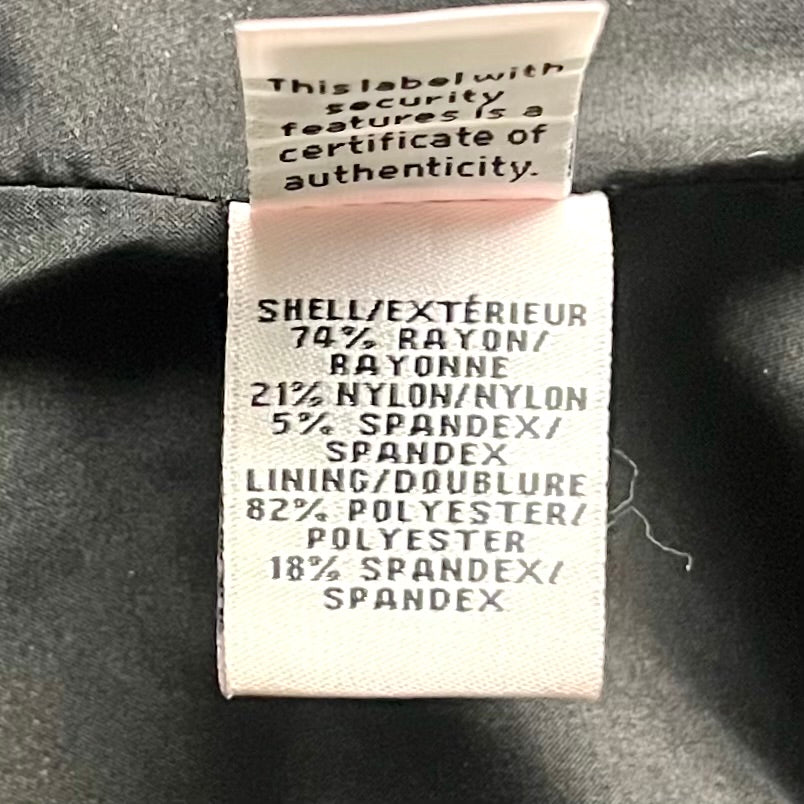 This label with
security
features is a
certificate of
authenticity.
SHELL/EXTÉRIEUR
74% RAYON/
RAYONNE
21% NYLON/NYLON
5% SPANDEX/
SPANDEX
LINING/DOUBLURE
82% POLYESTER/
POLYESTER
18% SPANDEX/
SPANDEX